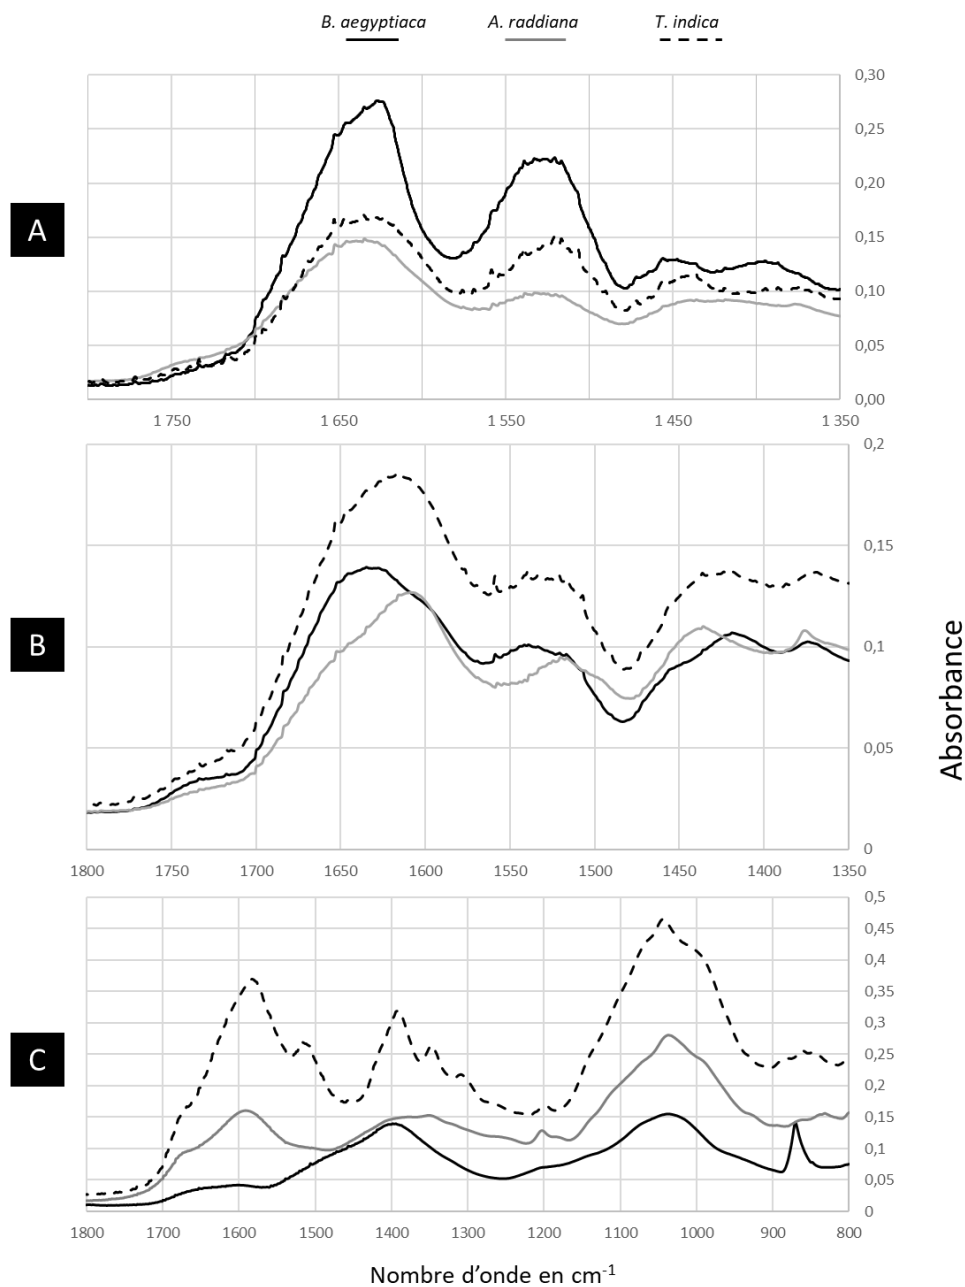 B. aegyptiaca A. raddiana T. indica
A
0,30
0,25
0,20
0,15
0,10
0,05
0,00
1 750 1 650 1 550 1 450 1 350
B
0,2
0,15
0,1
0,05
0
1800 1750 1700 1650 1600 1550 1500 1450 1400 1350
Absorbance
C
0,5
0,45
0,4
0,35
0,3
0,25
0,2
0,15
0,1
0,05
0
1800 1700 1600 1500 1400 1300 1200 1100 1000 900 800
Nombre d'onde en cm-1